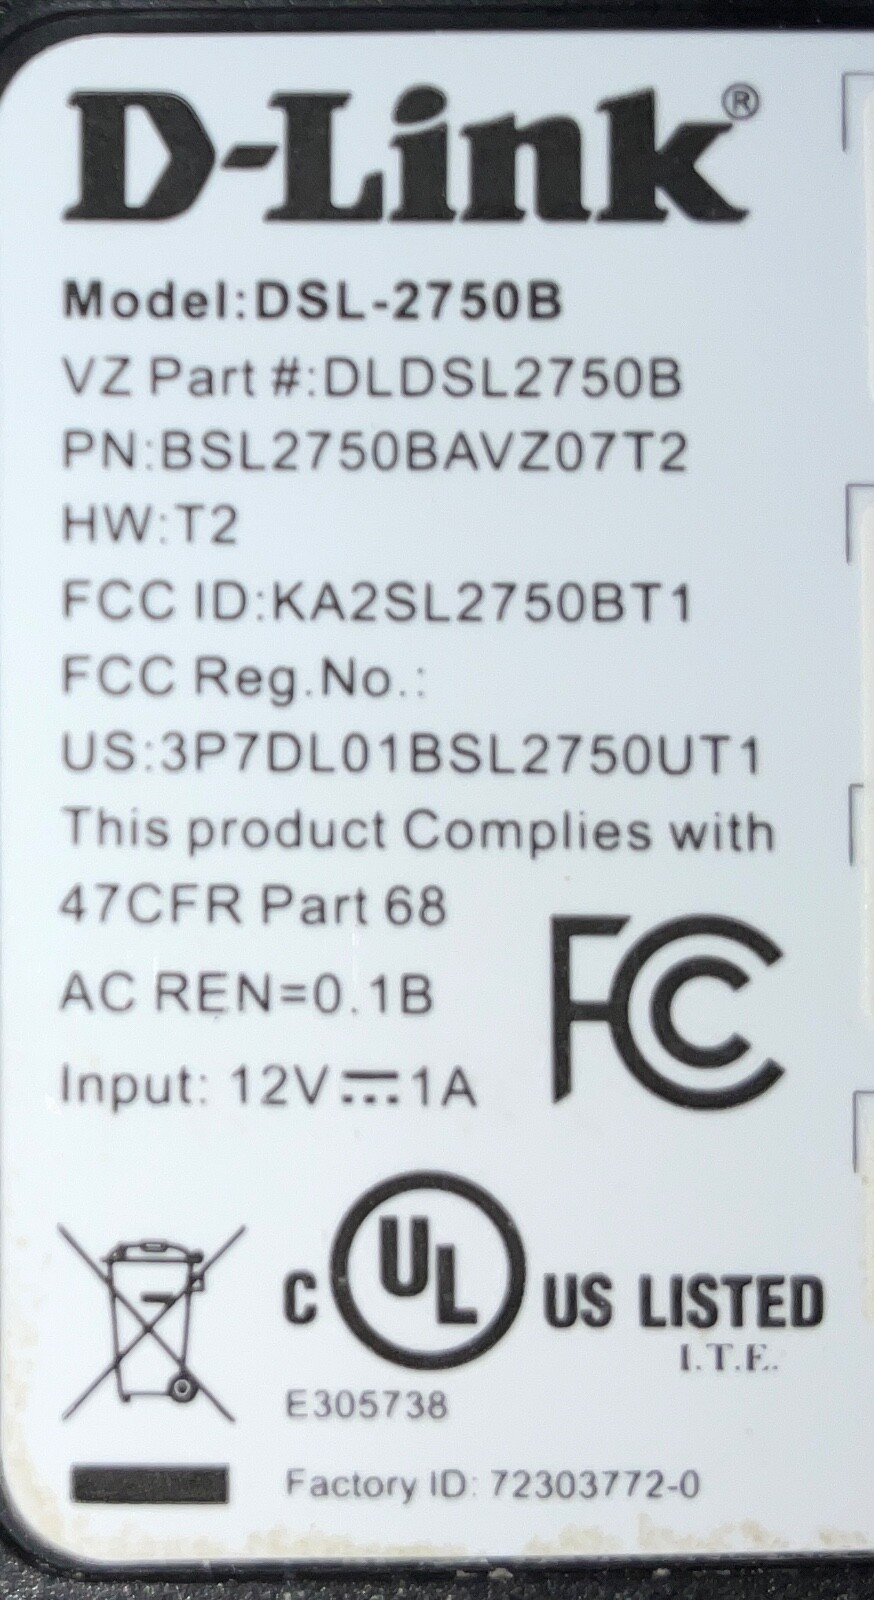 D-Link®
Model:DSL-2750B
VZ Part #:DLDSL2750B
PN:BSL2750BAVZ07T2
HW:T2
FCC ID:KA2SL2750BT1
FCC Reg.No.:
US:3P7DL01BSL2750UT1
This product Complies with
47CFR Part 68
AC REN=0.1B
FC
Input: 12V⎓1A
C UL US LISTED
I.T.E.
E305738
Factory ID: 72303772-0